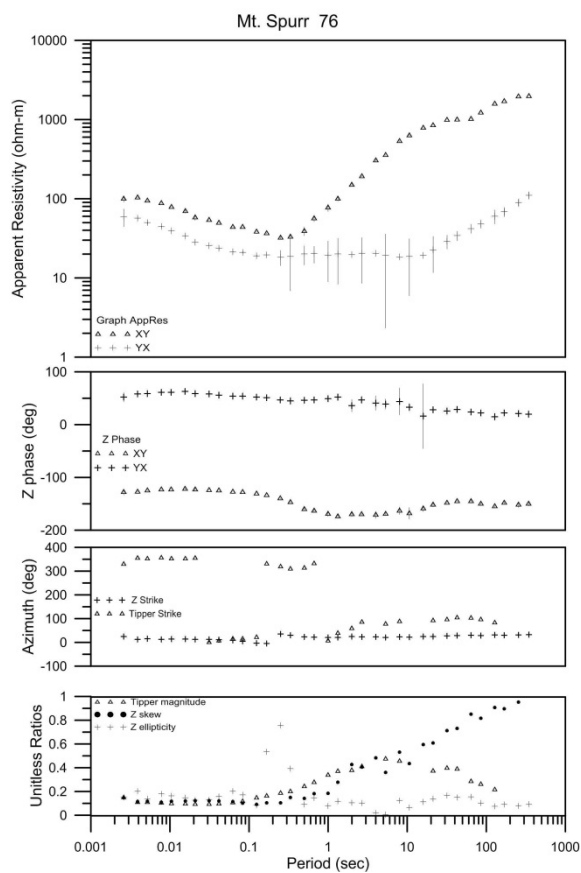 Mt. Spurr 76
10000
1000
100
10
1
Apparent Resistivity (ohm-m)
Graph AppRes
XY
YX
100
0
-100
-200
Z phase (deg)
Z Phase
XY
YX
400
300
200
100
0
-100
Azimuth (deg)
Z Strike
Tipper Strike
1
0.8
0.6
0.4
0.2
0
Unitless Ratios
Tipper magnitude
Z skew
Z ellipticity
0.001 0.01 0.1 1 10 100 1000
Period (sec)